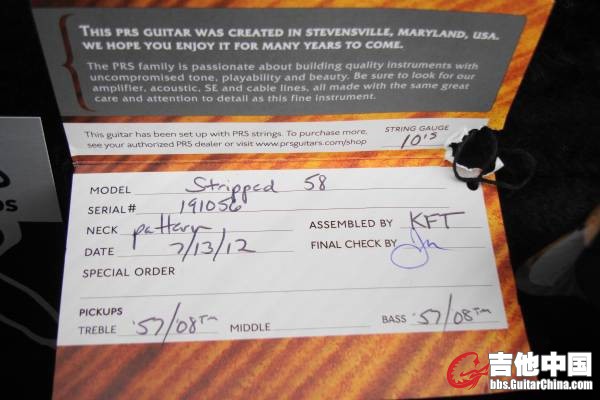 THIS PRS GUITAR WAS CREATED IN STEVENSVILLE, MARYLAND, USA.
WE HOPE YOU ENJOY IT FOR MANY YEARS TO COME.
The PRS family is passionate about building quality instruments with
uncompromised tone, playability and beauty. Be sure to look for our
amplifier, acoustic, SE and cable lines, all made with the same great
care and attention to detail as this fine instrument.
This guitar has been set up with PRS strings. To purchase more,
see your authorized PRS dealer or visit www.prsguitars.com/shop
STRING GAUGE
10's
MODEL Stripped 58
SERIAL# 191056
NECK pattern
ASSEMBLED BY KFT
DATE 7/13/12
FINAL CHECK BY
SPECIAL ORDER
PICKUPS
TREBLE '57/08™ MIDDLE BASS '57/08™
吉他中国
bbs.GuitarChina.com